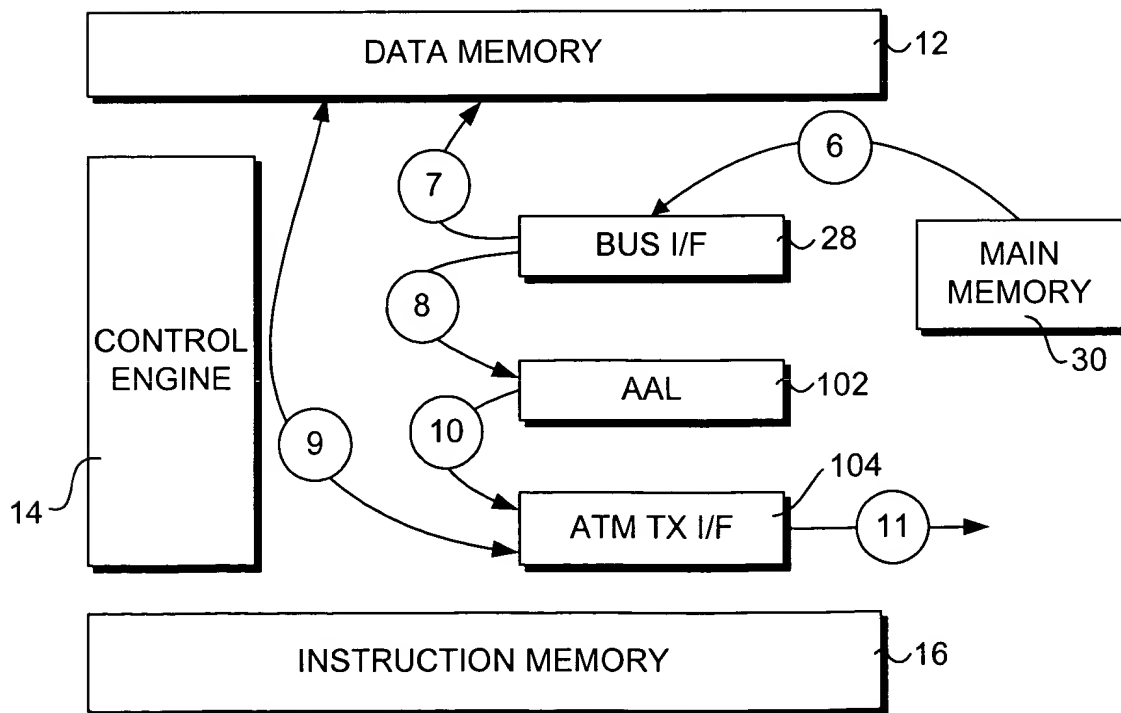 DATA MEMORY
12
6
7
BUS I/F
28
MAIN
MEMORY
30
8
CONTROL
ENGINE
14
AAL
102
10
9
104
ATM TX I/F
11
INSTRUCTION MEMORY
16